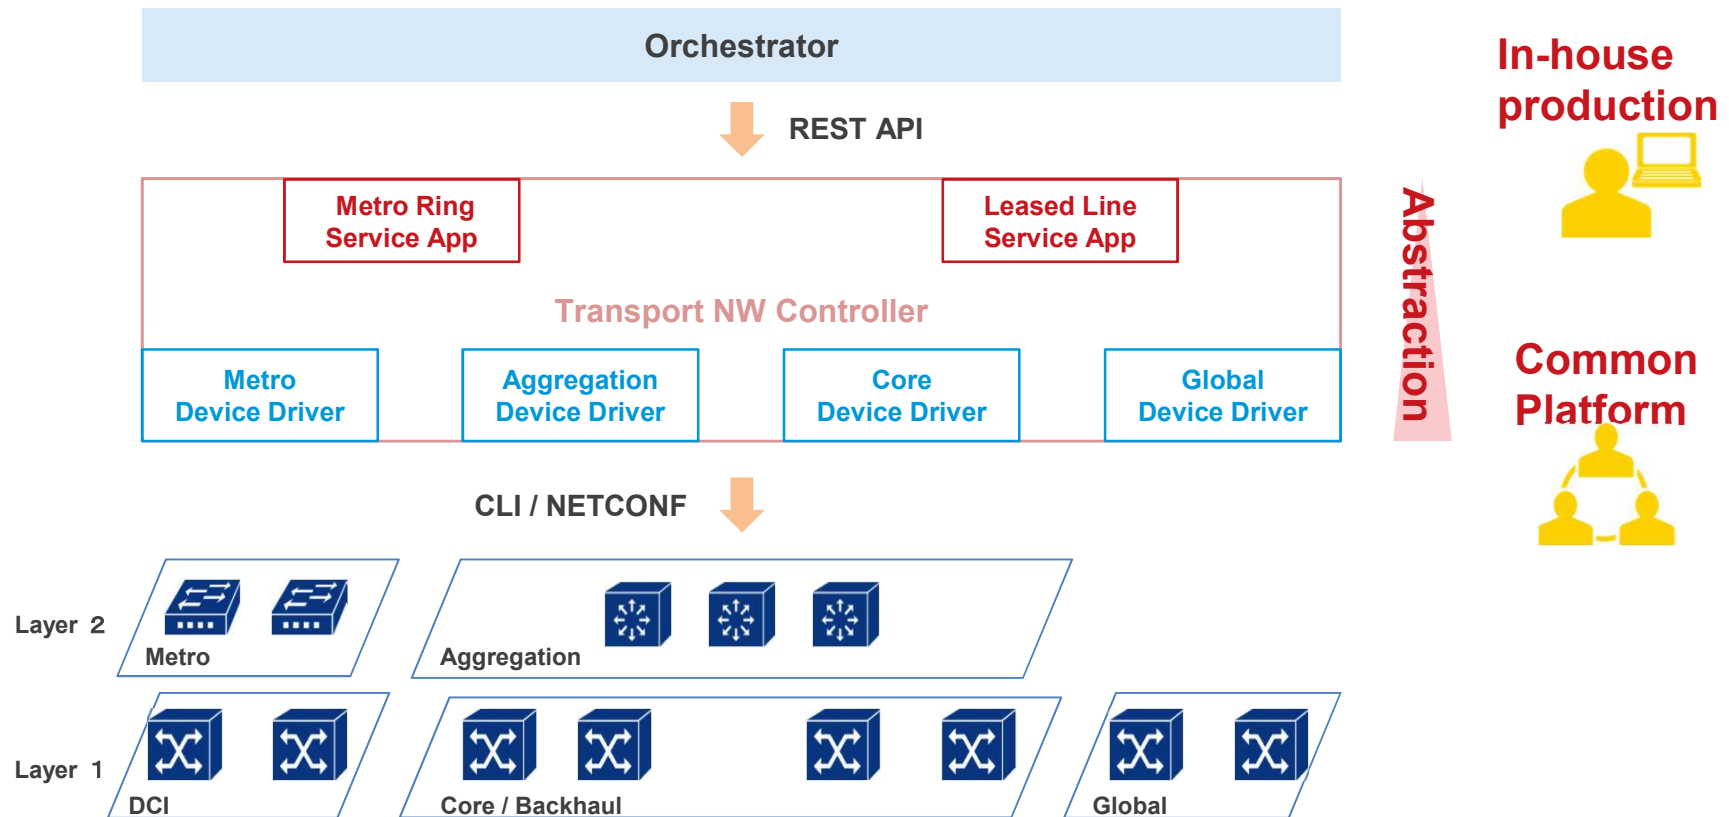 Orchestrator
In-house
production
REST API
Metro Ring
Service App
Leased Line
Service App
Abstraction
Transport NW Controller
Metro
Device Driver
Aggregation
Device Driver
Core
Device Driver
Global
Device Driver
Common
Platform
CLI / NETCONF
Layer 2
Metro
Aggregation
Layer 1
DCI
Core / Backhaul
Global